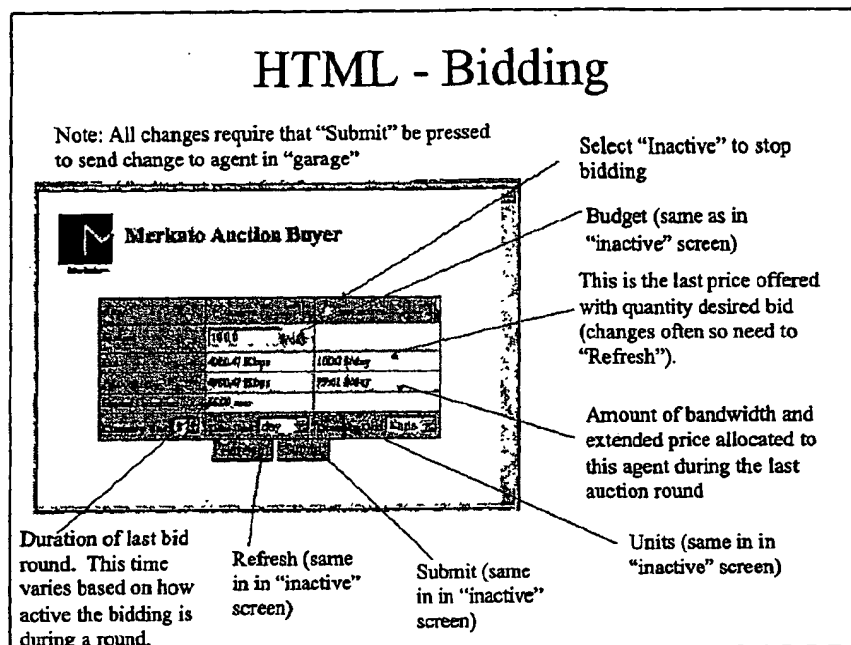 HTML - Bidding
Note: All changes require that "Submit" be pressed
to send change to agent in "garage"
Select "Inactive" to stop
bidding
Budget (same as in
"inactive" screen)
This is the last price offered
with quantity desired bid
(changes often so need to
"Refresh").
Amount of bandwidth and
extended price allocated to
this agent during the last
auction round
Units (same in in
"inactive" screen)
Merkato Auction Buyer
day
Duration of last bid
round. This time
varies based on how
active the bidding is
during a round.
Refresh (same
in in "inactive"
screen)
Submit (same
in in "inactive"
screen)